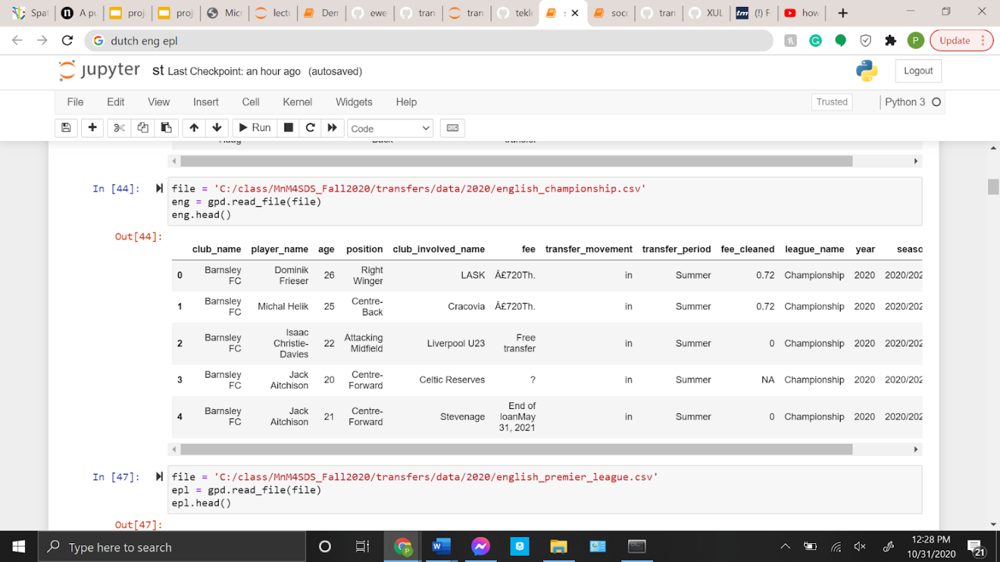 Spat
A pu
proj
proj
Micr
lectu
Den
ewe
tran
tran
tekle
s
soco
tran
XUL
tm (!) F
how
dutch eng epl
P
Update
jupyter st Last Checkpoint: an hour ago (autosaved)
Logout
File Edit View Insert Cell Kernel Widgets Help
Trusted
Python 3
Run
Code
In [44]:
file = 'C:/class/MnM4SDS_Fall2020/transfers/data/2020/english_championship.csv'
eng = gpd.read_file(file)
eng.head()
Out[44]:
club_name player_name age position club_involved_name fee transfer_movement transfer_period fee_cleaned league_name year seaso
0 Barnsley FC Dominik Frieser 26 Right Winger LASK Â£720Th. in Summer 0.72 Championship 2020 2020/202
1 Barnsley FC Michal Helik 25 Centre-Back Cracovia Â£720Th. in Summer 0.72 Championship 2020 2020/202
2 Barnsley FC Isaac Christie-Davies 22 Attacking Midfield Liverpool U23 Free transfer in Summer 0 Championship 2020 2020/202
3 Barnsley FC Jack Aitchison 20 Centre-Forward Celtic Reserves ? in Summer NA Championship 2020 2020/202
4 Barnsley FC Jack Aitchison 21 Centre-Forward Stevenage End of loanMay 31, 2021 in Summer 0 Championship 2020 2020/202
In [47]:
file = 'C:/class/MnM4SDS_Fall2020/transfers/data/2020/english_premier_league.csv'
epl = gpd.read_file(file)
epl.head()
Out[47]:
Type here to search
12:28 PM
10/31/2020
21